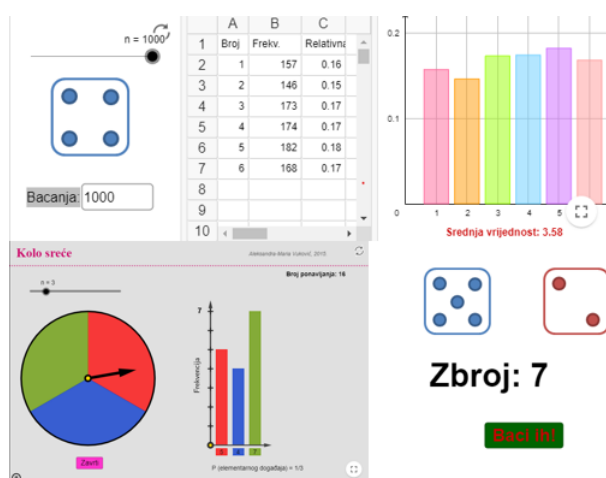 n = 1000
Bacanja: 1000
A B C
1 Broj Frekv. Relativna
2 1 157 0.16
3 2 146 0.15
4 3 173 0.17
5 4 174 0.17
6 5 182 0.18
7 6 168 0.17
8
9
10
0.2
0.1
0 1 2 3 4 5
Srednja vrijednost: 3.58
Kolo sreće
Aleksandra-Maria Vuković, 2015
n = 3
Broj ponavljanja: 16
7
Frekvencija
5 4 7
Zavrti
P (elementarnog događaja) = 1/3
Zbroj: 7
Baci ih!